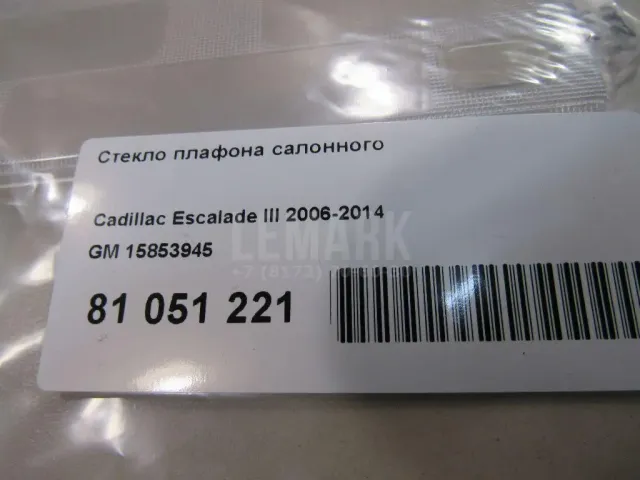 Стекло плафона салонного
Cadillac Escalade III 2006-2014
LEMARK
GM 15853945
81 051 221